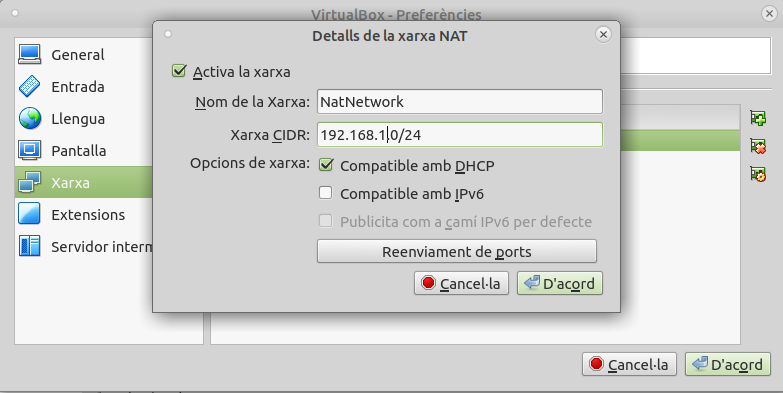 VirtualBox - Preferències
Detalls de la xarxa NAT
General
Entrada
Llengua
Pantalla
Xarxa
Extensions
Servidor interm
Activa la xarxa
Nom de la Xarxa: NatNetwork
Xarxa CIDR: 192.168.1.0/24
Opcions de xarxa: Compatible amb DHCP
Compatible amb IPv6
Publicita com a camí IPv6 per defecte
Reenviament de ports
Cancel·la D'acord
Cancel·la D'acord